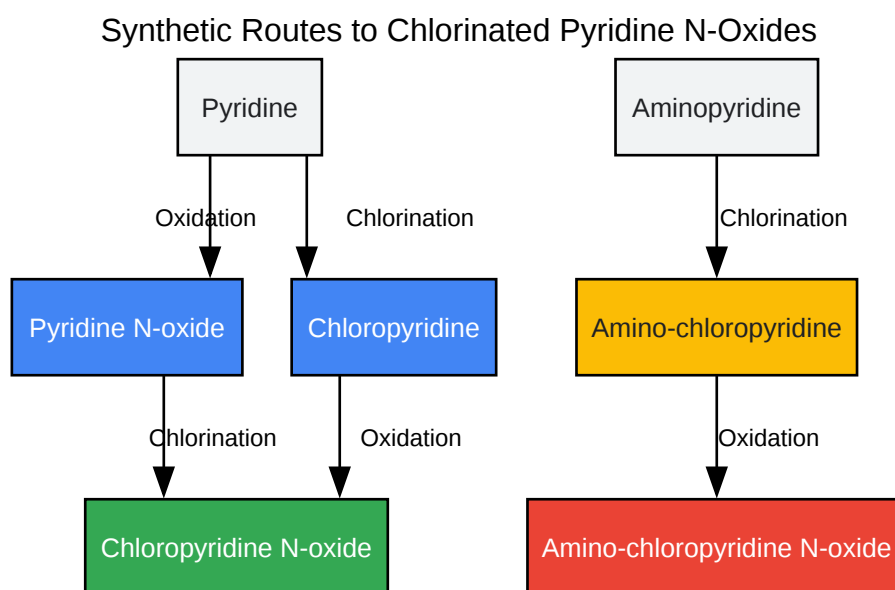 Synthetic Routes to Chlorinated Pyridine N-Oxides
Pyridine
Aminopyridine
Oxidation
Chlorination
Chlorination
Pyridine N-oxide
Chloropyridine
Amino-chloropyridine
Chlorination
Oxidation
Oxidation
Chloropyridine N-oxide
Amino-chloropyridine N-oxide